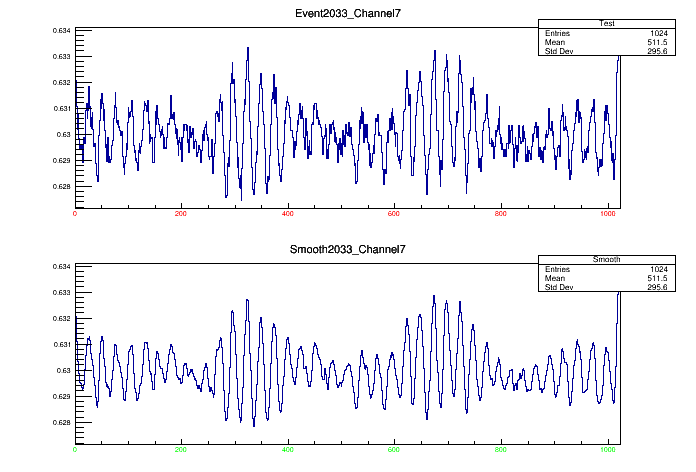 Event2033_Channel7
Test
Entries 1024
Mean 511.5
Std Dev 295.6
0.634
0.633
0.632
0.631
0.63
0.629
0.628
0 200 400 600 800 1000
Smooth2033_Channel7
Smooth
Entries 1024
Mean 511.5
Std Dev 295.6
0.634
0.633
0.632
0.631
0.63
0.629
0.628
0 200 400 600 800 1000